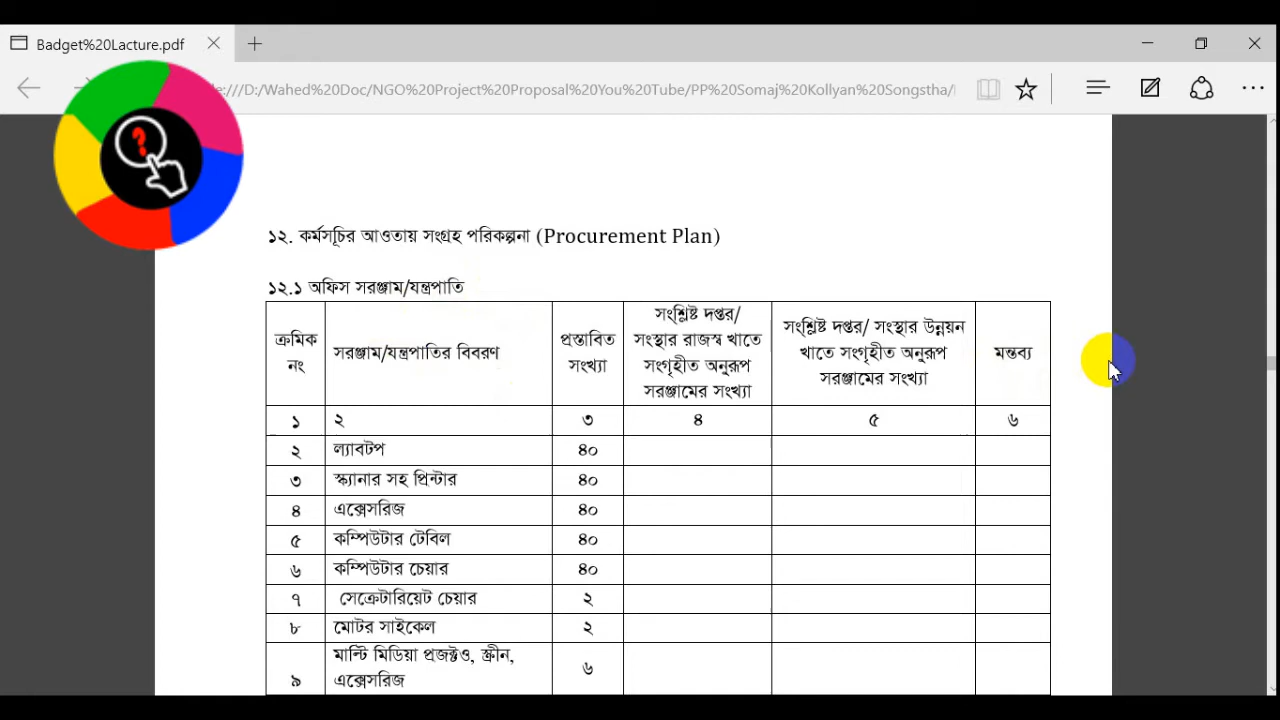 Badget%20Lacture.pdf
:///D:/Wahed%20Doc/NGO%20Project%20Proposal%20You%20Tube/PP%20Somaj%20Kollyan%20Songstha/
?
১২. কর্মসূচির আওতায় সংগ্রহ পরিকল্পনা (Procurement Plan)
১২.১ অফিস সরঞ্জাম/যন্ত্রপাতি
ক্রমিক নং
সরঞ্জাম/যন্ত্রপাতির বিবরণ
প্রস্তাবিত সংখ্যা
সংশ্লিষ্ট দপ্তর/
সংস্থার রাজস্ব খাতে
সংগৃহীত অনুরূপ
সরঞ্জামের সংখ্যা
সংশ্লিষ্ট দপ্তর/ সংস্থার উন্নয়ন
খাতে সংগৃহীত অনুরূপ
সরঞ্জামের সংখ্যা
মন্তব্য
১ ২ ৩ ৪ ৫ ৬
২ ল্যাবটপ ৪০
৩ স্ক্যানার সহ প্রিন্টার ৪০
৪ এক্সেসরিজ ৪০
৫ কম্পিউটার টেবিল ৪০
৬ কম্পিউটার চেয়ার ৪০
৭ সেক্রেটারিয়েট চেয়ার ২
৮ মোটর সাইকেল ২
মাল্টি মিডিয়া প্রজক্টও, স্ক্রীন,
৯ এক্সেসরিজ ৬